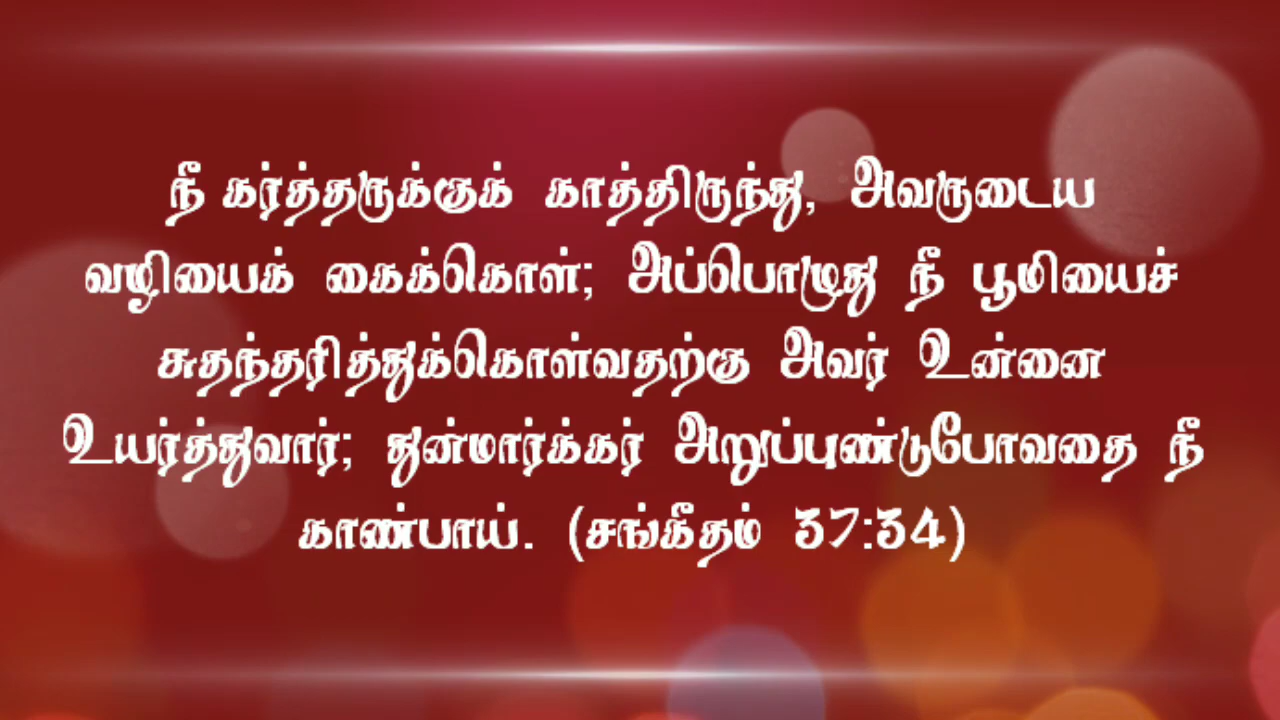 நீ கர்த்தருக்குக் காத்திருந்து, அவருடைய
வழியைக் கைக்கொள்; அப்பொழுது நீ பூமியைச்
சுதந்தரித்துக்கொள்வதற்கு அவர் உன்னை
உயர்த்துவார்; துன்மார்க்கர் அறுப்புண்டுபோவதை நீ
காண்பாய். (சங்கீதம் 37:34)